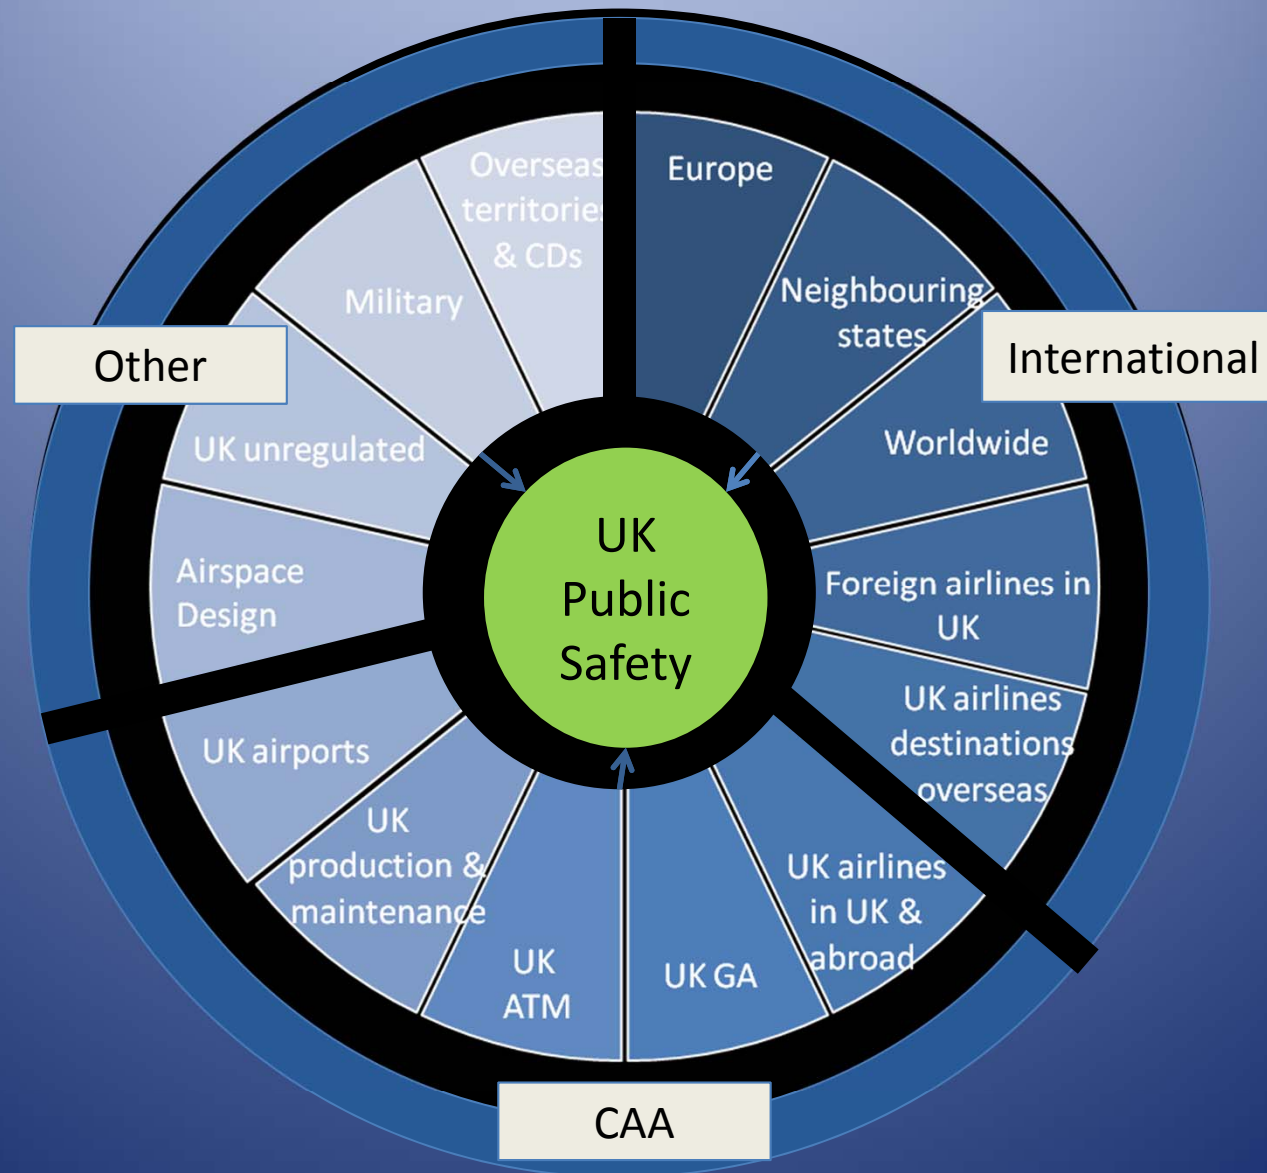 Overseas
territories
& CDs
Europe
Military
Neighbouring
states
Other
International
UK unregulated
Worldwide
Airspace
Design
UK
Public
Safety
Foreign airlines in
UK
UK airlines
destinations
overseas
UK airports
UK
production &
maintenance
UK airlines
in UK &
abroad
UK
ATM
UK GA
CAA